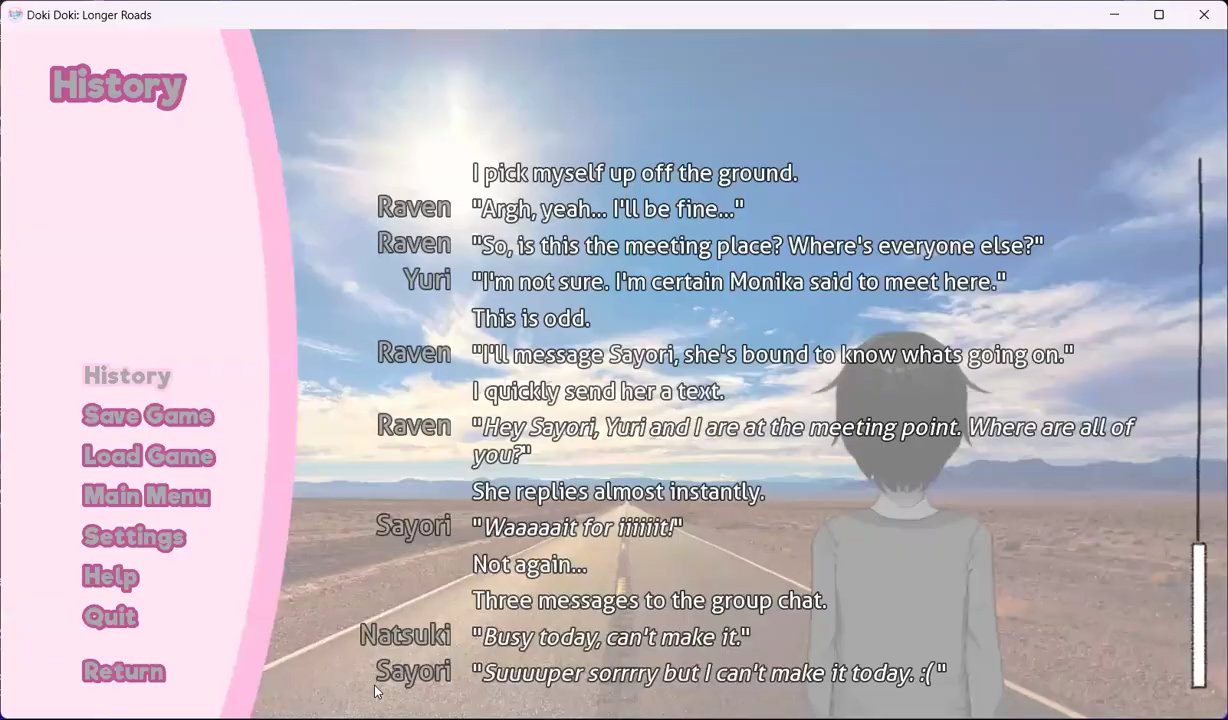 Doki Doki: Longer Roads
History
I pick myself up off the ground.
Raven "Argh, yeah... I'll be fine..."
Raven "So, is this the meeting place? Where's everyone else?"
Yuri "I'm not sure. I'm certain Monika said to meet here."
This is odd.
Raven "I'll message Sayori, she's bound to know whats going on."
I quickly send her a text.
Raven "Hey Sayori, Yuri and I are at the meeting point. Where are all of
you?"
She replies almost instantly.
Sayori "Waaaaait for iiiiiit!"
Not again...
Three messages to the group chat.
Natsuki "Busy today, can't make it."
Sayori "Suuuuper sorrrry but I can't make it today. :("
History
Save Game
Load Game
Main Menu
Settings
Help
Quit
Return